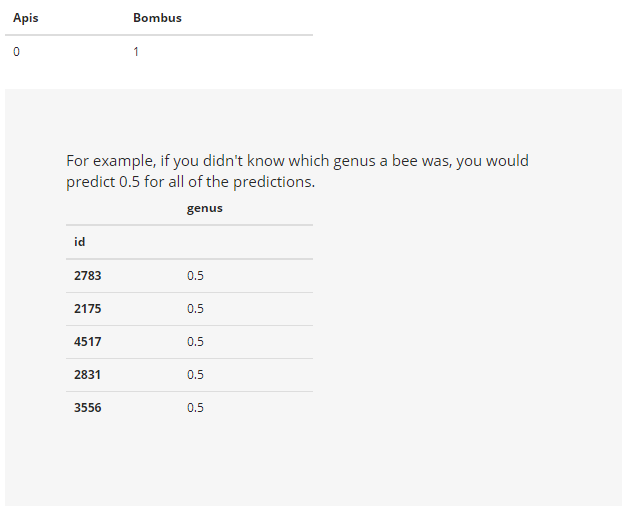 Apis Bombus
0 1
For example, if you didn't know which genus a bee was, you would
predict 0.5 for all of the predictions.
genus
id
2783 0.5
2175 0.5
4517 0.5
2831 0.5
3556 0.5